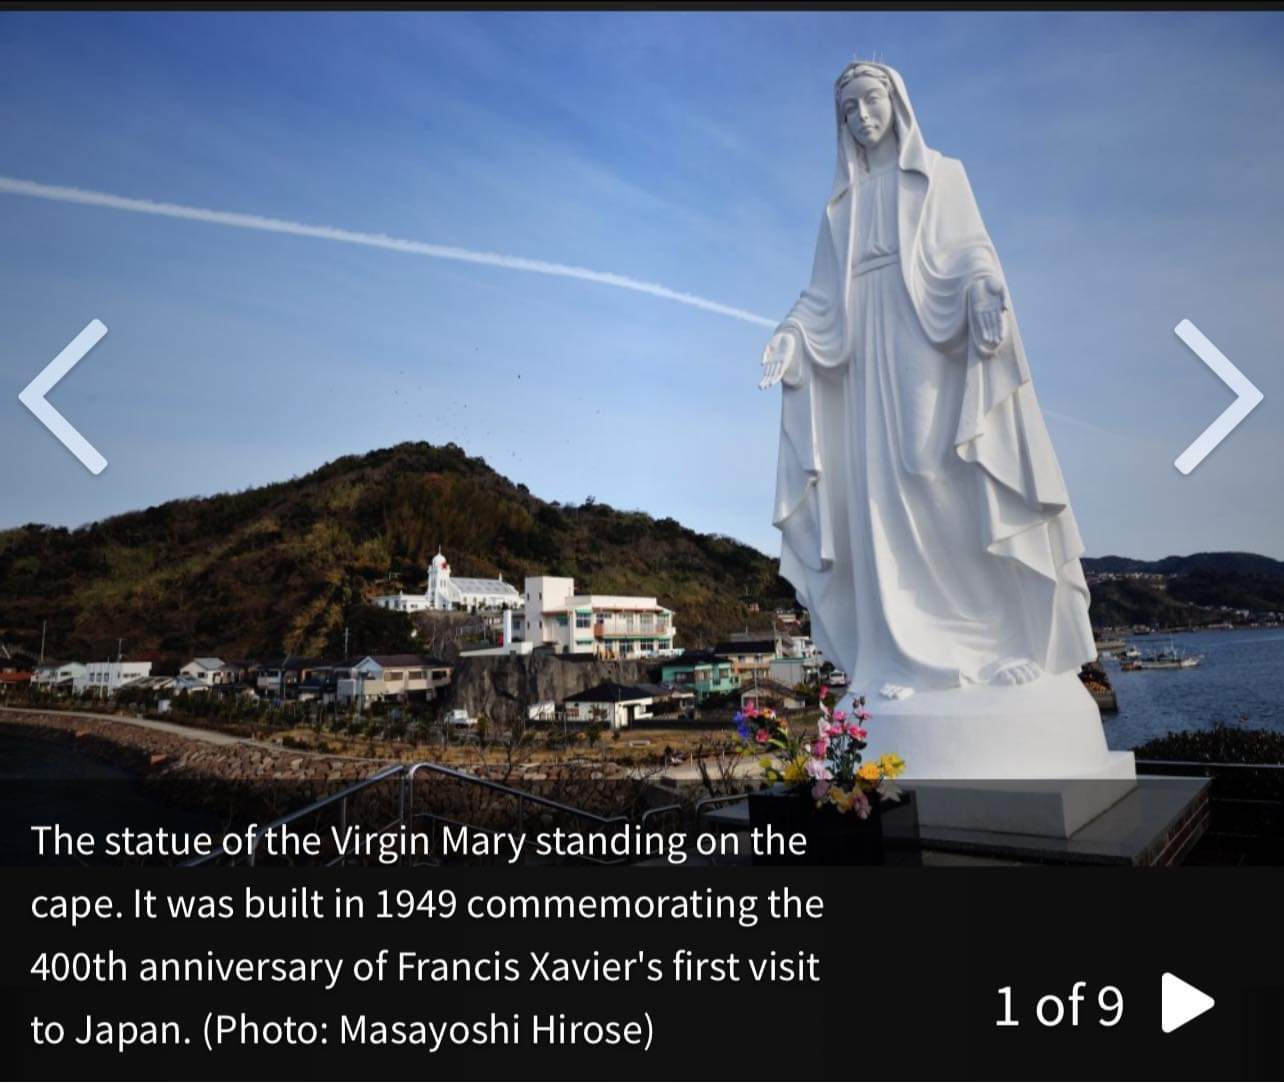 The statue of the Virgin Mary standing on the
cape. It was built in 1949 commemorating the
400th anniversary of Francis Xavier's first visit
to Japan. (Photo: Masayoshi Hirose)
1 of 9